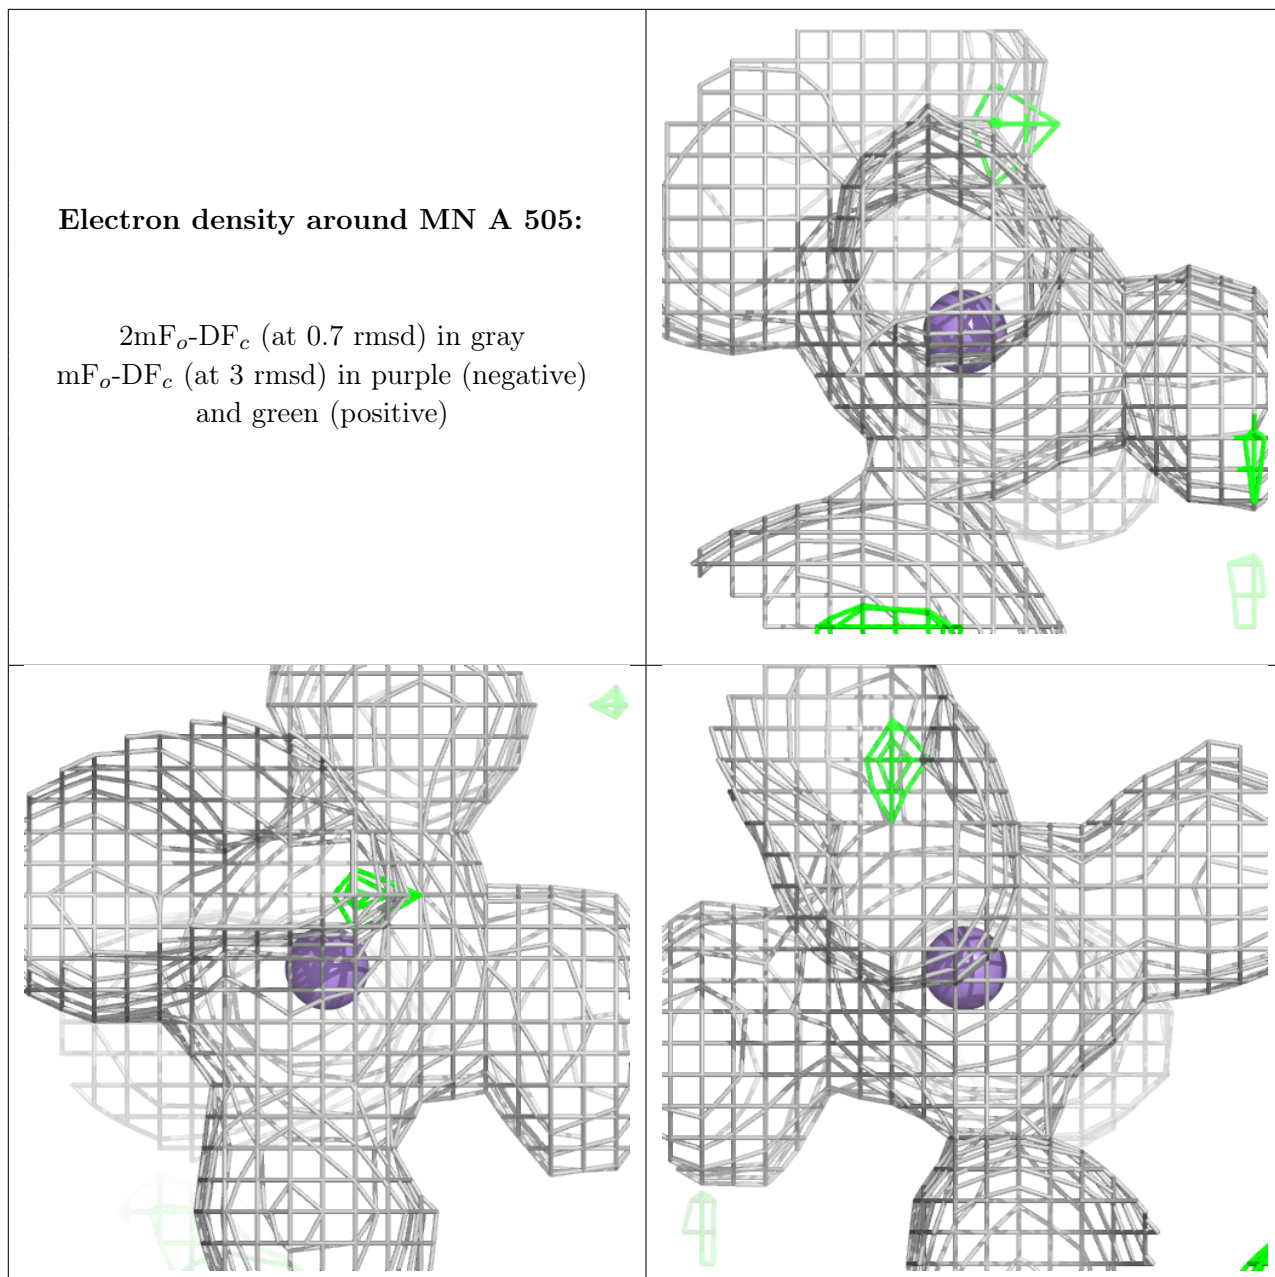 Electron density around MN A 505:
2mFo-DFc (at 0.7 rmsd) in gray
mFo-DFc (at 3 rmsd) in purple (negative)
and green (positive)